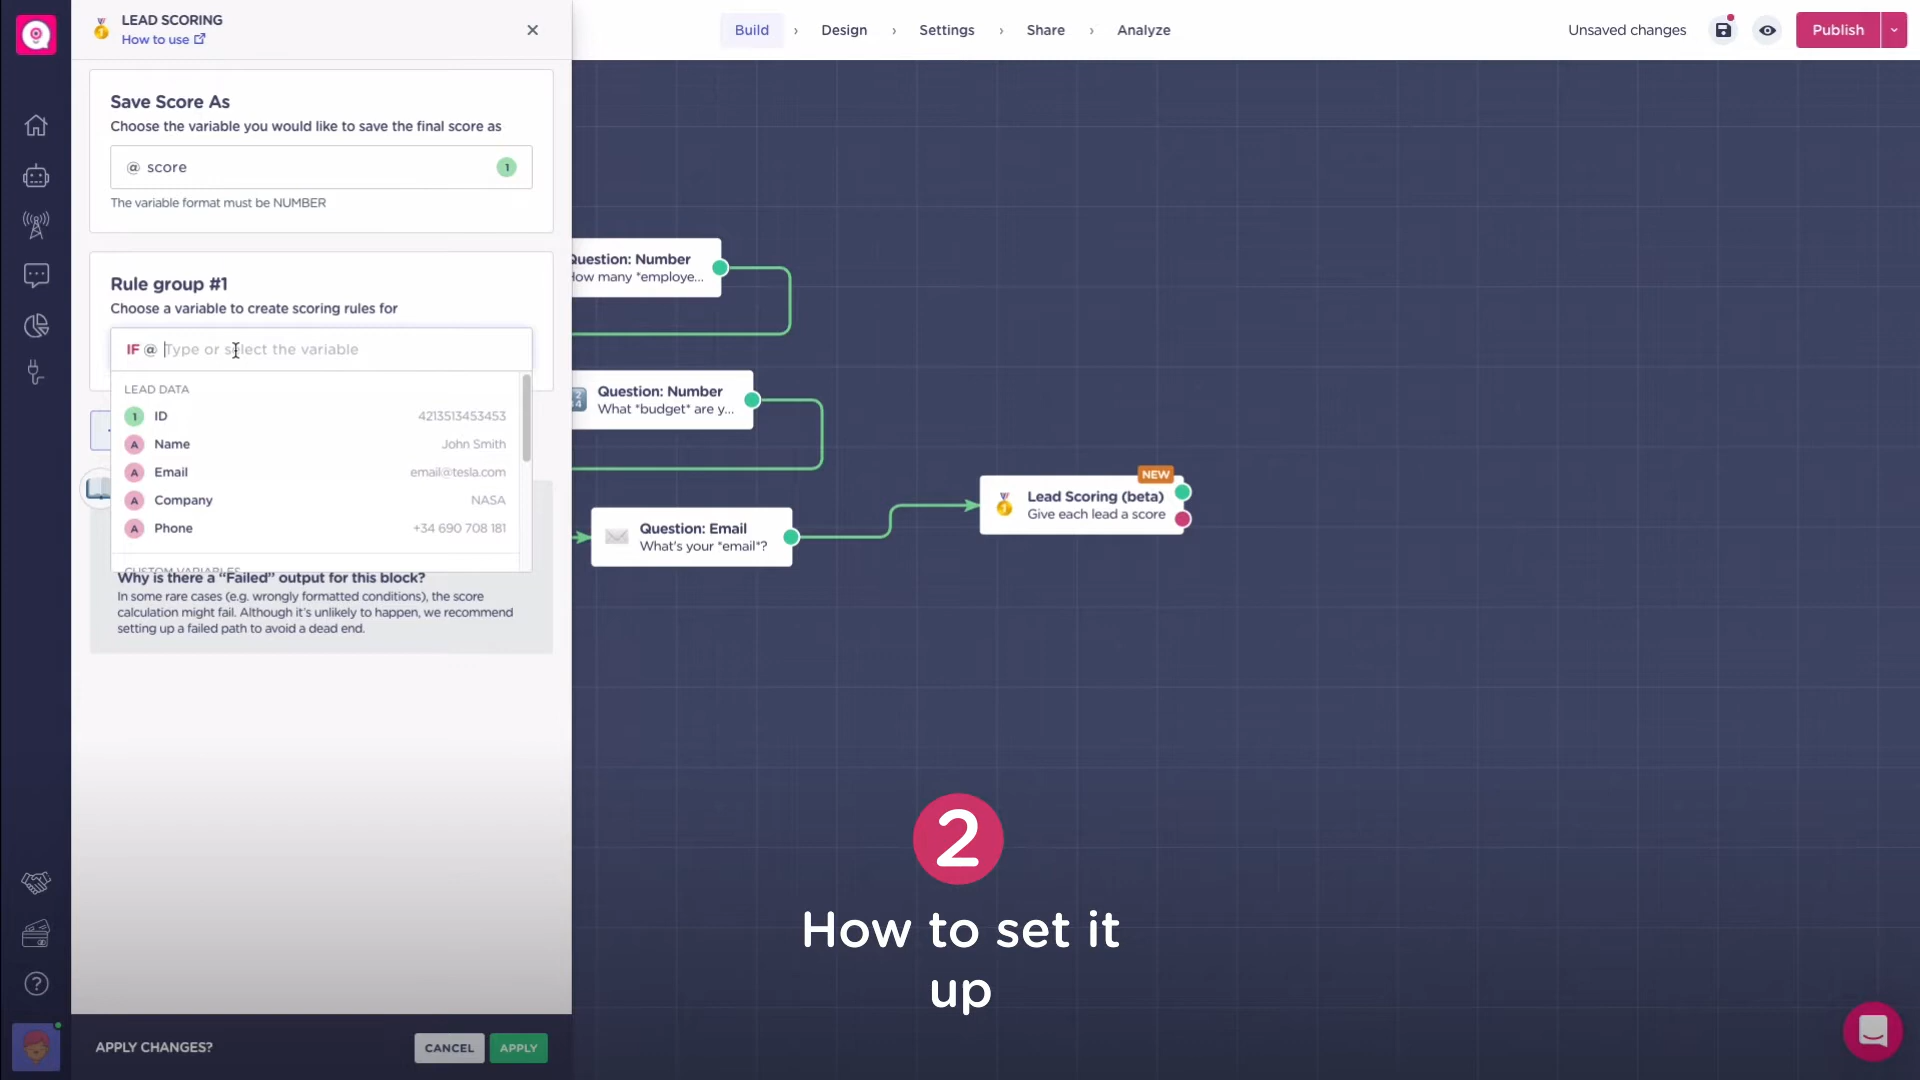 LEAD SCORING
How to use
Build
Design
Settings
Share
Analyze
Unsaved changes
Publish
Save Score As
Choose the variable you would like to save the final score as
@ score
1
The variable format must be NUMBER
Rule group #1
Choose a variable to create scoring rules for
IF @ Type or select the variable
LEAD DATA
1 ID 4213513453453
A Name John Smith
A Email email@tesla.com
A Company NASA
A Phone +34 690 708 181
CUSTOM VARIABLES
Why is there a “Failed” output for this block?
In some rare cases (e.g. wrongly formatted conditions), the score
calculation might fail. Although it's unlikely to happen, we recommend
setting up a failed path to avoid a dead end.
APPLY CHANGES?
CANCEL
APPLY
Question: Number
How many *employe...
Question: Number
What *budget* are y...
Question: Email
What's your *email*?
NEW
Lead Scoring (beta)
Give each lead a score
2
How to set it
up